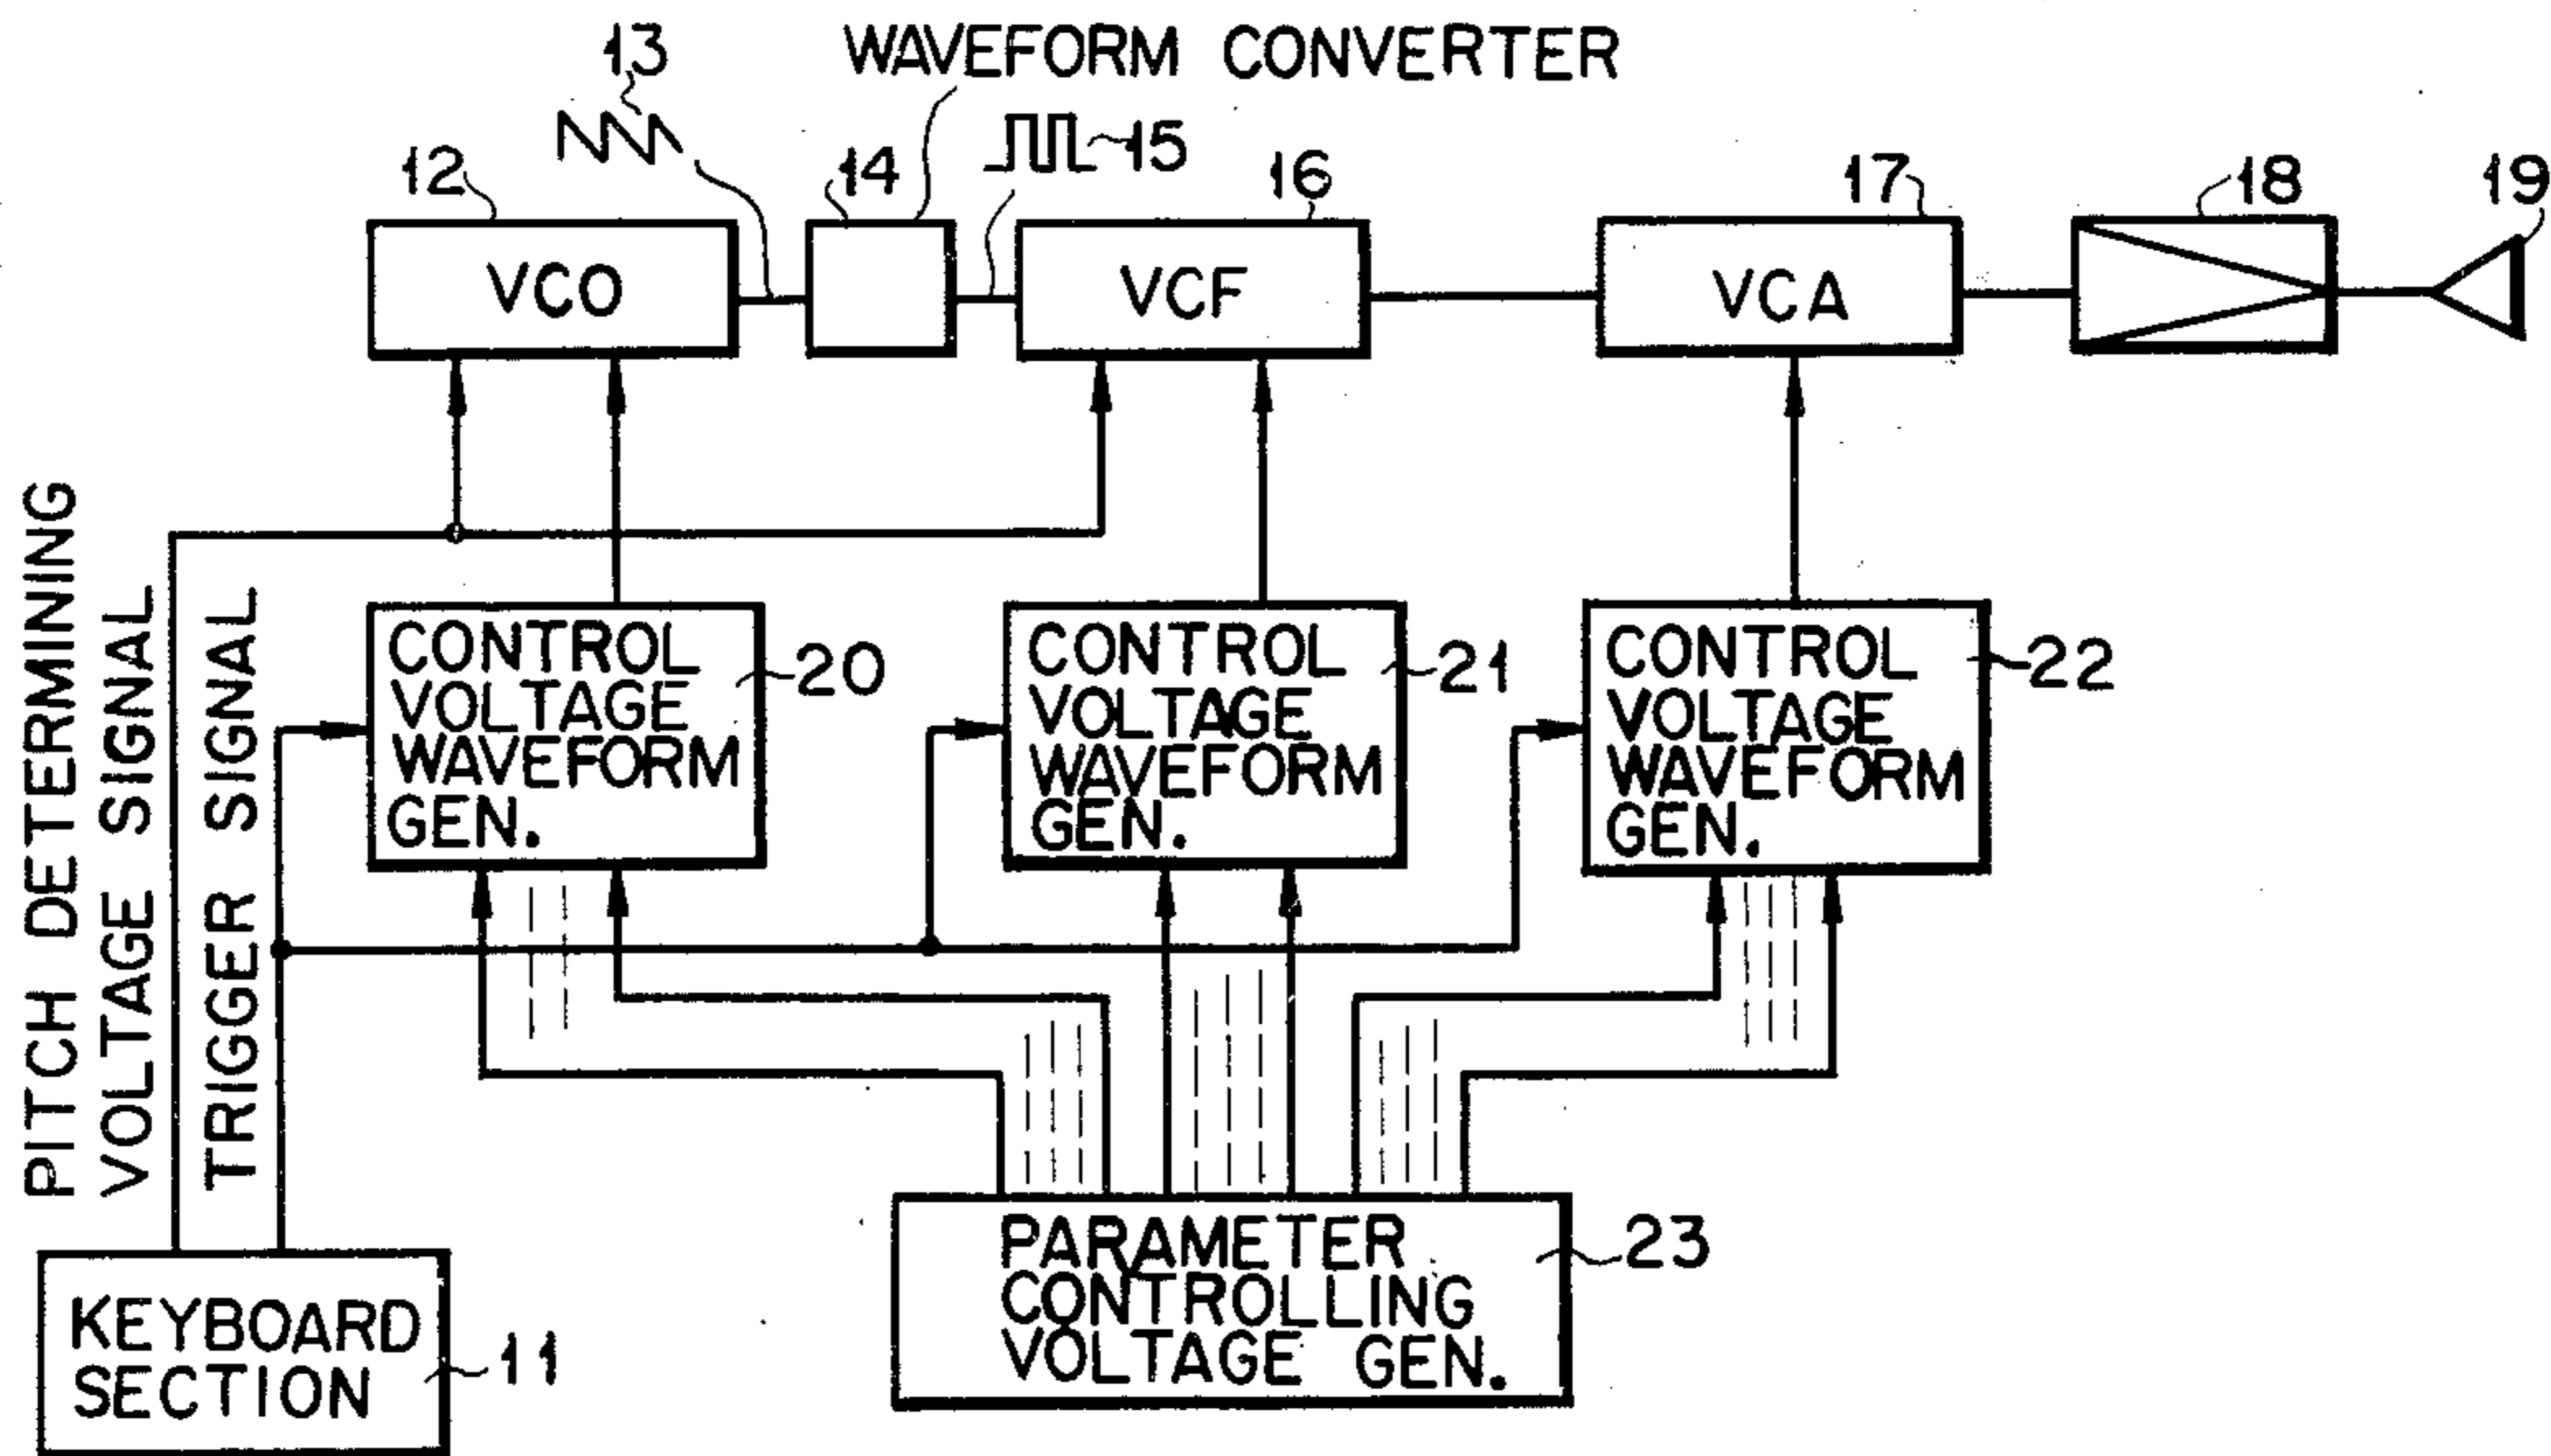 13
WAVEFORM CONVERTER
12
14
15
16
17
18
19
VCO
VCF
VCA
PITCH DETERMINING
VOLTAGE SIGNAL
TRIGGER SIGNAL
CONTROL
VOLTAGE
WAVEFORM
GEN.
20
CONTROL
VOLTAGE
WAVEFORM
GEN.
21
CONTROL
VOLTAGE
WAVEFORM
GEN.
22
KEYBOARD
SECTION
11
PARAMETER
CONTROLLING
VOLTAGE GEN.
23